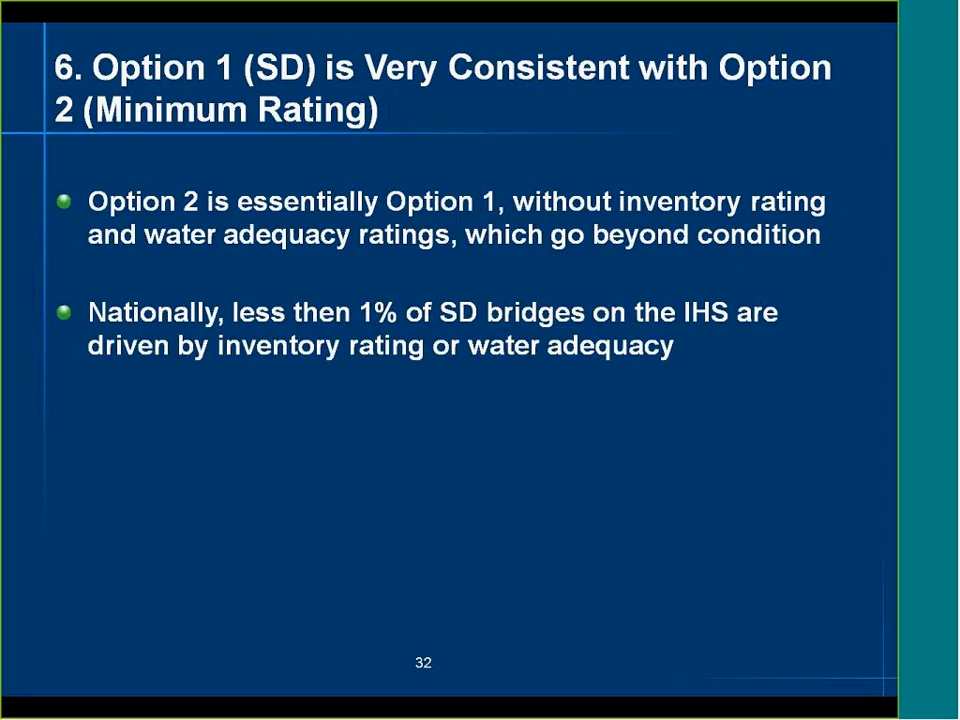 6. Option 1 (SD) is Very Consistent with Option
2 (Minimum Rating)
Option 2 is essentially Option 1, without inventory rating
and water adequacy ratings, which go beyond condition
Nationally, less then 1% of SD bridges on the IHS are
driven by inventory rating or water adequacy
32